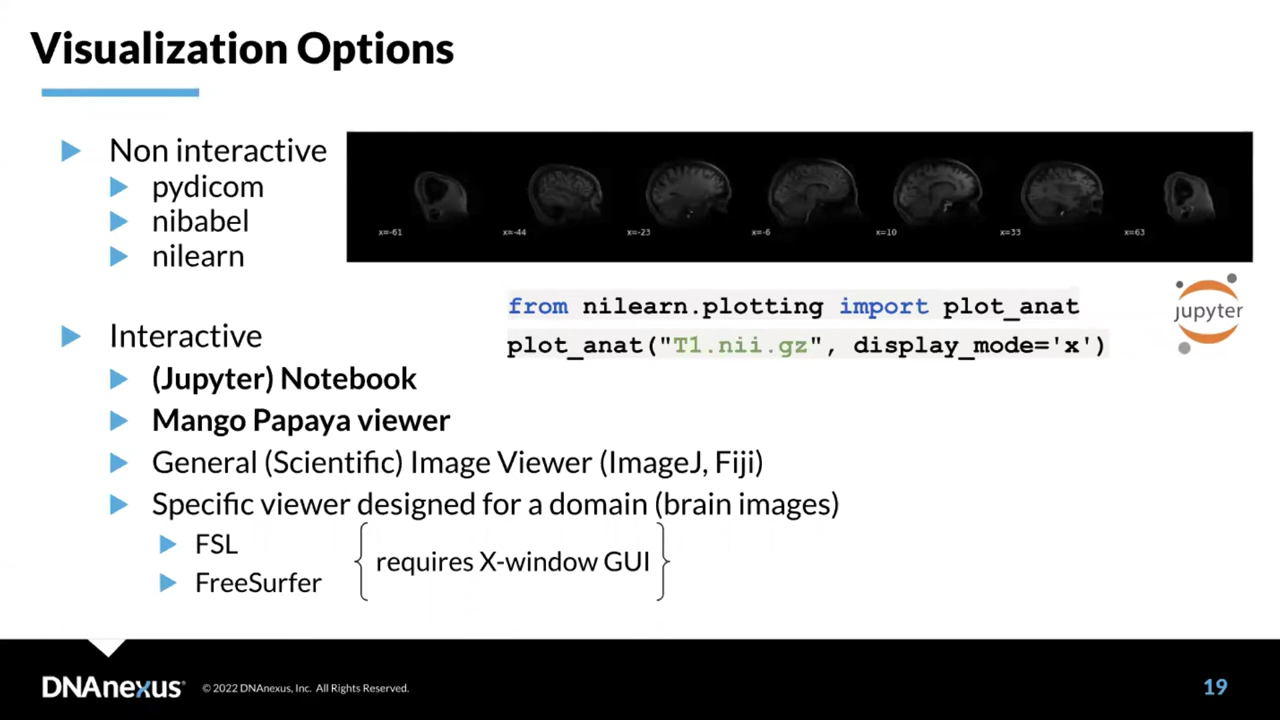 Visualization Options
Non interactive
pydicom
nibabel
nilearn
x=-61 x=-44 x=-23 x=-6 x=10 x=33 x=63
from nilearn.plotting import plot_anat
plot_anat("T1.nii.gz", display_mode='x')
jupyter
Interactive
(Jupyter) Notebook
Mango Papaya viewer
General (Scientific) Image Viewer (ImageJ, Fiji)
Specific viewer designed for a domain (brain images)
FSL
FreeSurfer
requires X-window GUI
DNAnexus® © 2022 DNAnexus, Inc. All Rights Reserved. 19